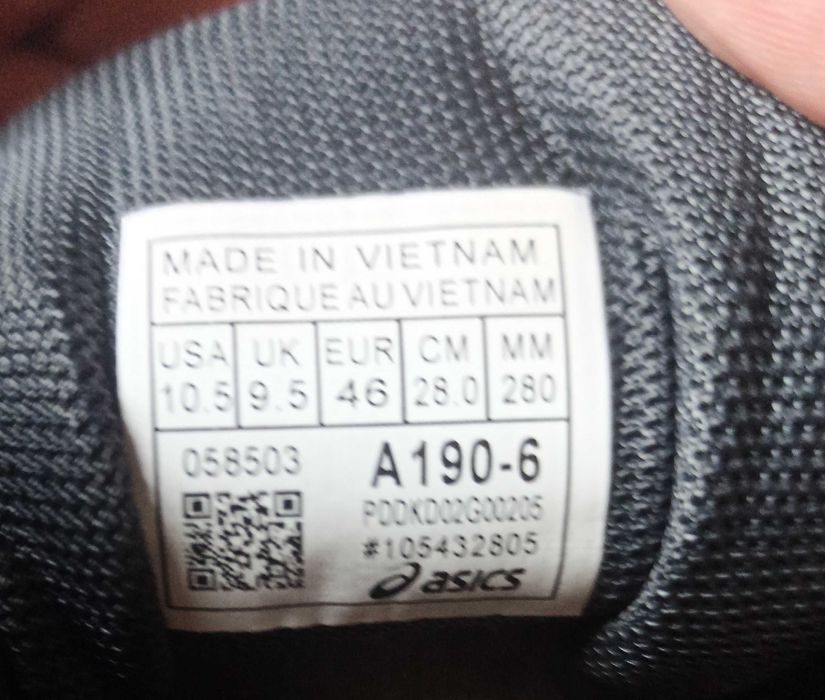 MADE IN VIETNAM
FABRIQUE AU VIETNAM
USA UK EUR CM MM
10.5 9.5 46 28.0 280
058503 A190-6
PODKD02G00205
#105432805
asics